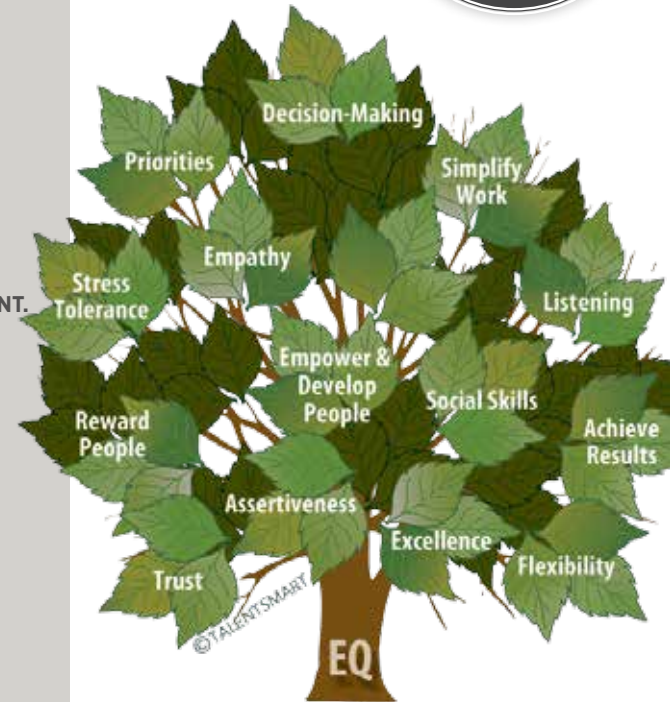 Decision-Making
Priorities
Simplify
Work
Empathy
Stress
Tolerance
NT.
Listening
Empower &
Develop
People
Social Skills
Reward
People
Achieve
Results
Assertiveness
Excellence
Flexibility
Trust
©TALENTSMART
EQ